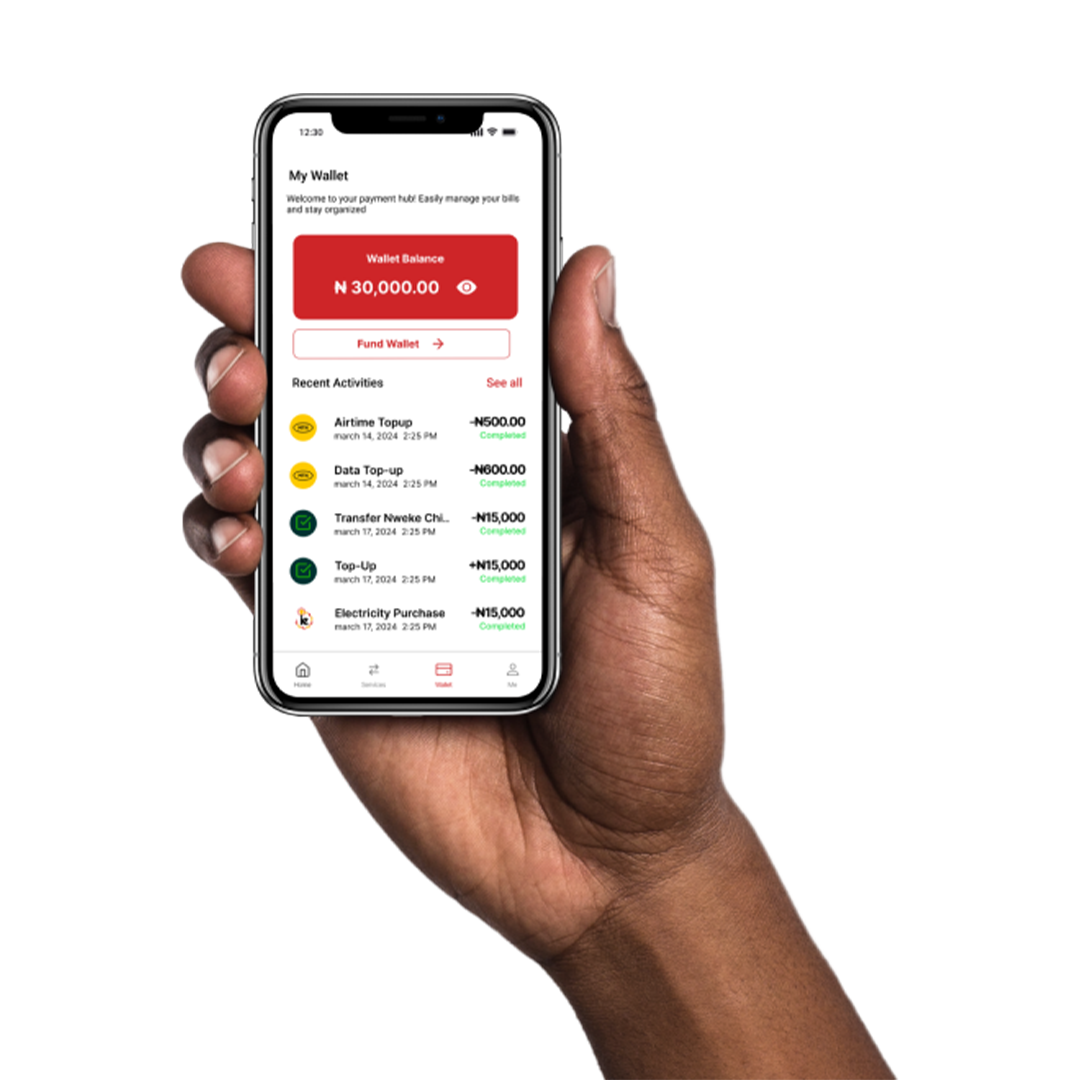 12:30
My Wallet
Welcome to your payment hub! Easily manage your bills
and stay organized
Wallet Balance
₦ 30,000.00
Fund Wallet →
Recent Activities See all
Airtime Topup -₦500.00
march 14, 2024 2:25 PM Completed
Data Top-up -₦600.00
march 14, 2024 2:25 PM Completed
Transfer Nweke Chi... -₦15,000
march 17, 2024 2:25 PM Completed
Top-Up +₦15,000
march 17, 2024 2:25 PM Completed
Electricity Purchase -₦15,000
march 17, 2024 2:25 PM Completed
Home Services Wallet Me